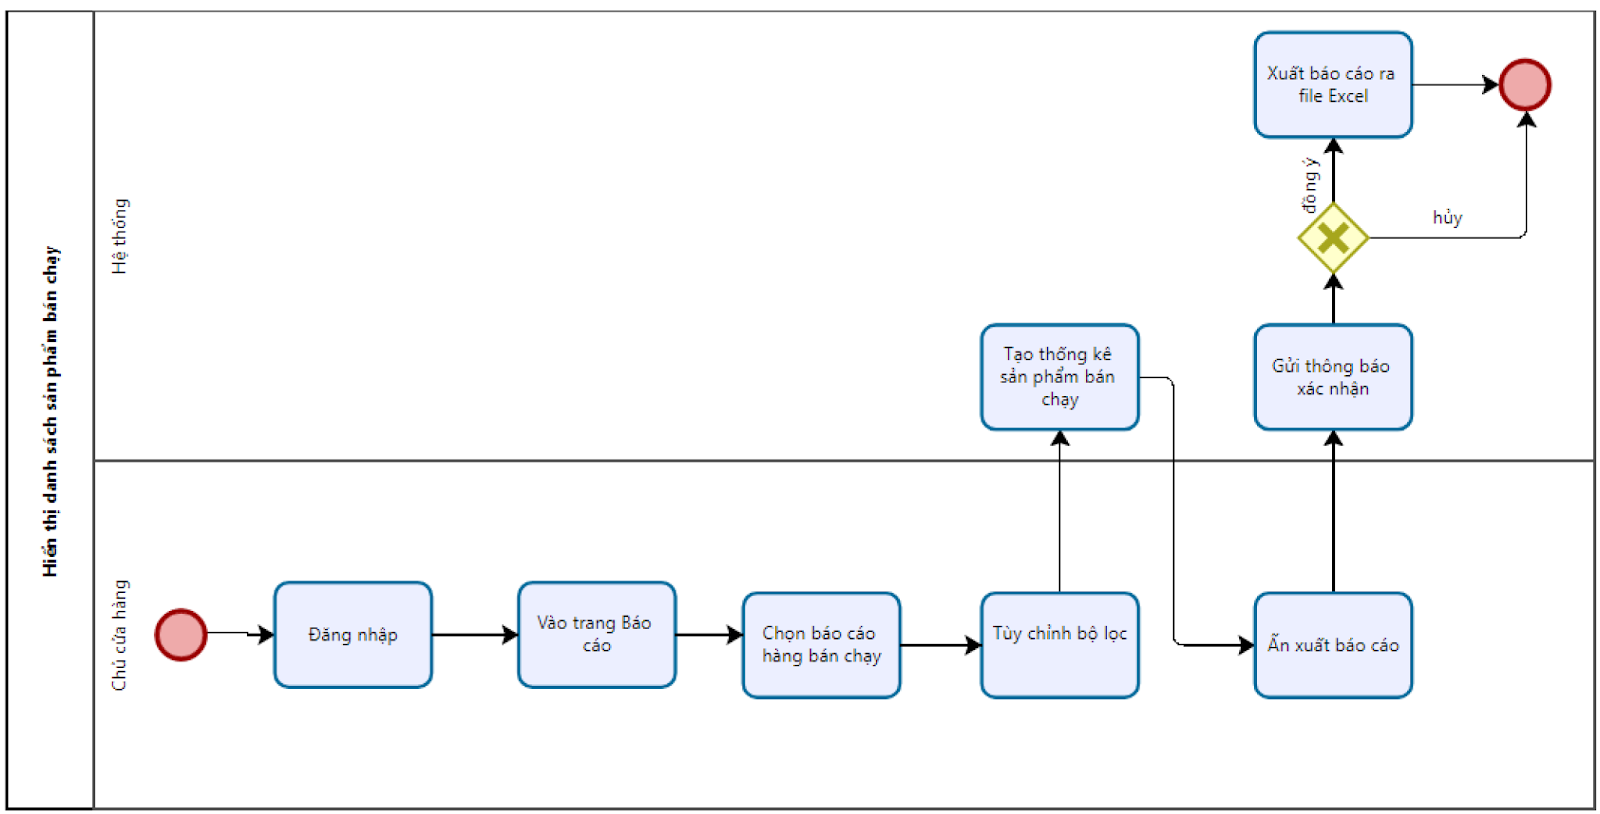 Hiển thị danh sách sản phẩm bán chạy
Hệ thống
Xuất báo cáo ra
file Excel
đồng ý
hủy
Tạo thống kê
sản phẩm bán
chạy
Gửi thông báo
xác nhận
Chủ cửa hàng
Đăng nhập
Vào trang Báo
cáo
Chọn báo cáo
hàng bán chạy
Tùy chỉnh bộ lọc
Ấn xuất báo cáo